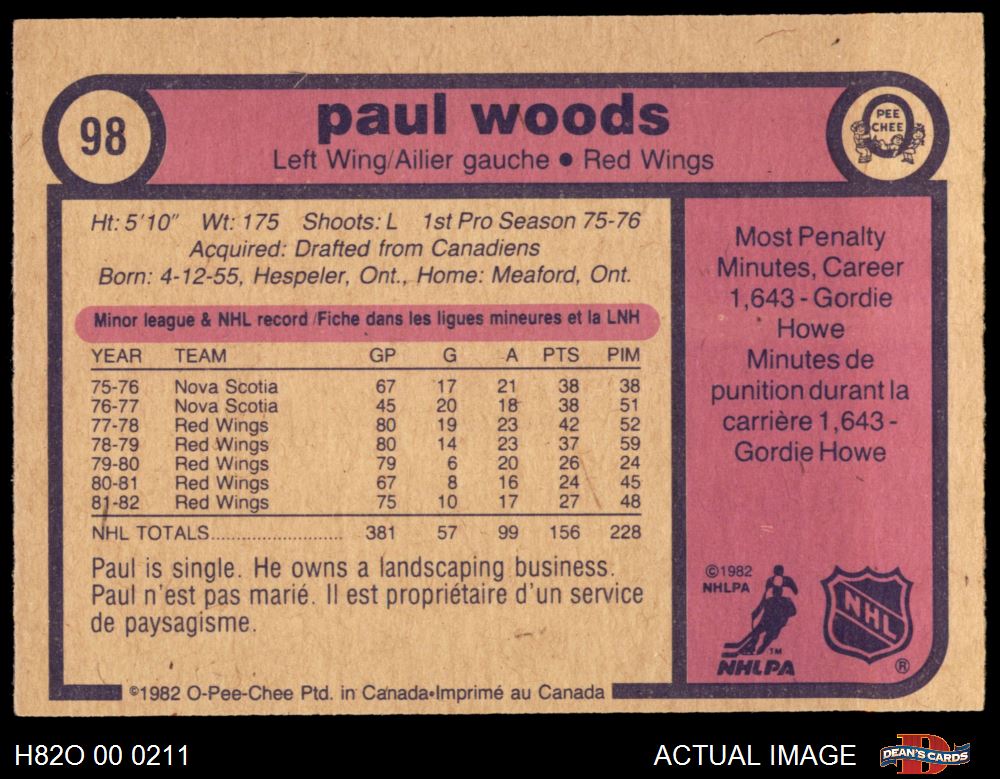 98
paul woods
Left Wing/Ailier gauche • Red Wings
O
PEE
CHEE
Ht: 5'10" Wt: 175 Shoots: L 1st Pro Season 75-76
Acquired: Drafted from Canadiens
Born: 4-12-55, Hespeler, Ont., Home: Meaford, Ont.
Minor league & NHL record/Fiche dans les ligues mineures et la LNH
YEAR TEAM GP G A PTS PIM
75-76 Nova Scotia 67 17 21 38 38
76-77 Nova Scotia 45 20 18 38 51
77-78 Red Wings 80 19 23 42 52
78-79 Red Wings 80 14 23 37 59
79-80 Red Wings 79 6 20 26 24
80-81 Red Wings 67 8 16 24 45
81-82 Red Wings 75 10 17 27 48
NHL TOTALS........................ 381 57 99 156 228
Paul is single. He owns a landscaping business.
Paul n'est pas marié. Il est propriétaire d'un service
de paysagisme.
©1982 O-Pee-Chee Ptd. in Canada•Imprimé au Canada
Most Penalty
Minutes, Career
1,643 - Gordie
Howe
Minutes de
punition durant la
carrière 1,643 -
Gordie Howe
©1982
NHLPA
TM
NHLPA
NHL
®
H82O 00 0211
ACTUAL IMAGE
D
DEAN'S CARDS